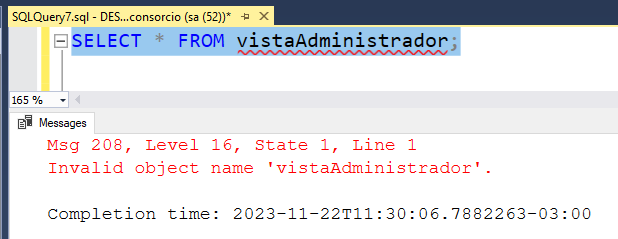 SQLQuery7.sql - DES...consorcio (sa (52))*
SELECT * FROM vistaAdministrador;
165 %
Messages
Msg 208, Level 16, State 1, Line 1
Invalid object name 'vistaAdministrador'.
Completion time: 2023-11-22T11:30:06.7882263-03:00